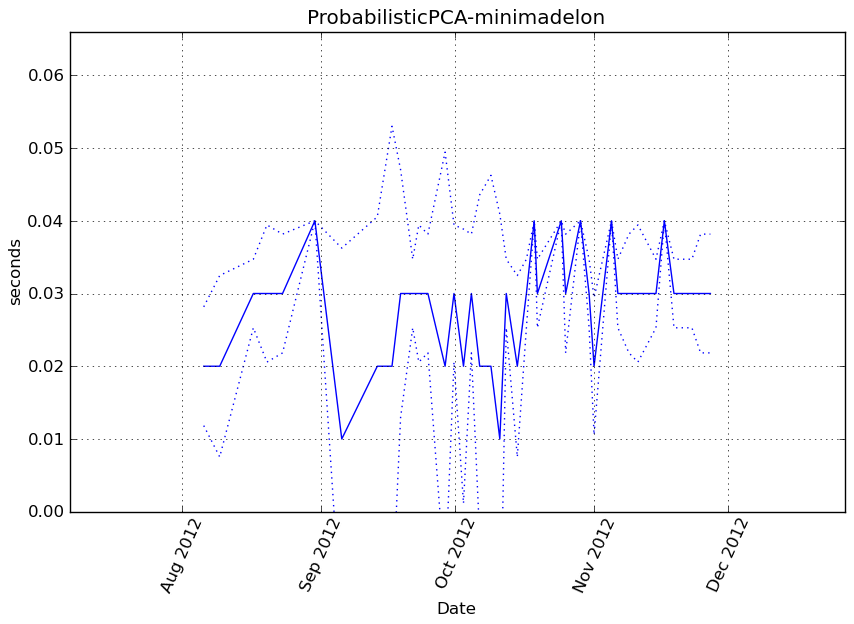 ProbabilisticPCA-minimadelon
0.06
0.05
0.04
0.03
0.02
0.01
0.00
seconds
Aug 2012
Sep 2012
Oct 2012
Nov 2012
Dec 2012
Date